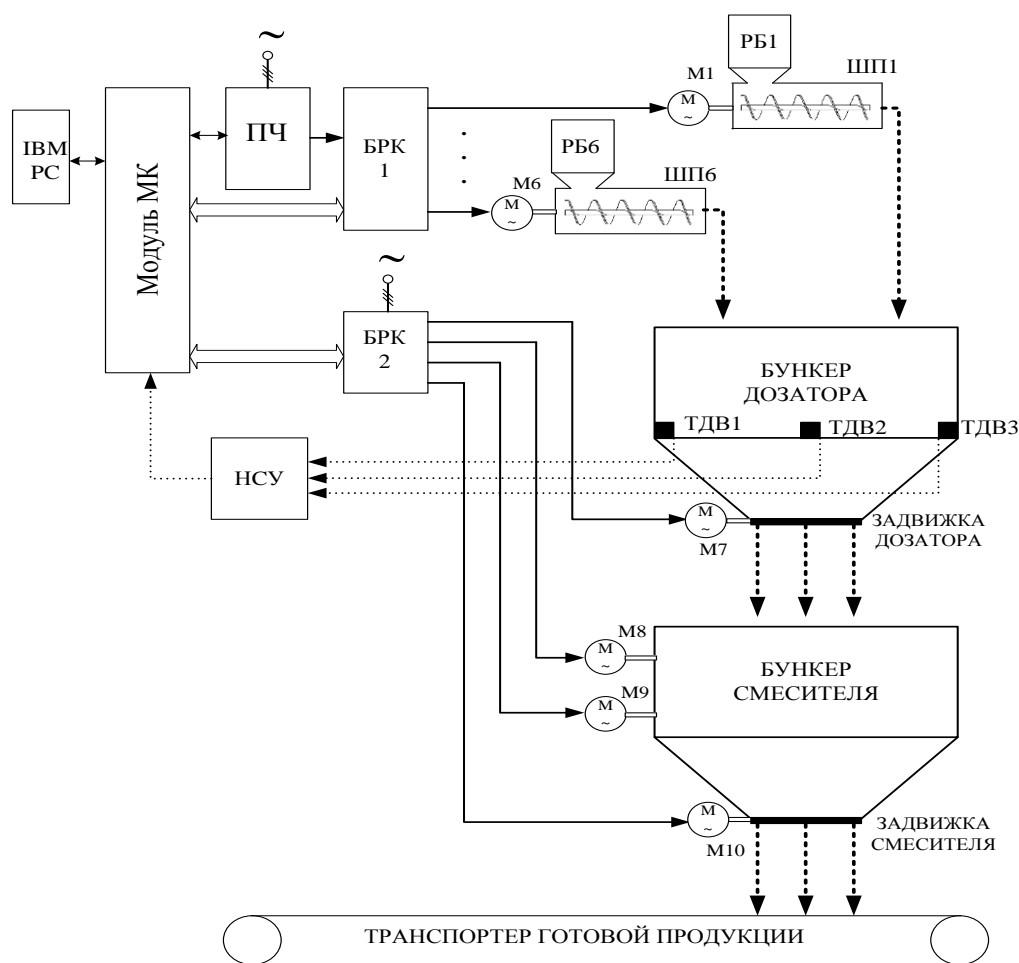 ~
РБ1
М1
ШП1
М
~
IBM
PC
Модуль МК
ПЧ
БРК
1
РБ6
М6
ШП6
М
~
~
БРК
2
БУНКЕР
ДОЗАТОРА
ТДВ1
ТДВ2
ТДВ3
НСУ
М
~
М7
ЗАДВИЖКА
ДОЗАТОРА
М8
М
~
БУНКЕР
СМЕСИТЕЛЯ
М9
М
~
М
~
М10
ЗАДВИЖКА
СМЕСИТЕЛЯ
ТРАНСПОРТЕР ГОТОВОЙ ПРОДУКЦИИ